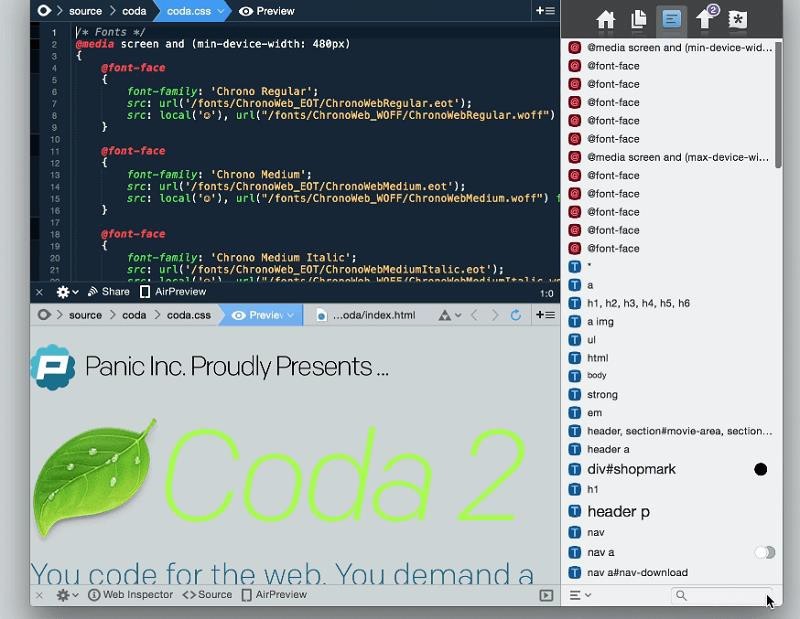 source coda coda.css Preview
1 /* Fonts */
2 @media screen and (min-device-width: 480px)
3 {
4 @font-face
5 {
6 font-family: 'Chrono Regular';
7 src: url('/fonts/ChronoWeb_EOT/ChronoWebRegular.eot');
8 src: local('☺'), url("/fonts/ChronoWeb_WOFF/ChronoWebRegular.woff")
9 }
10
11 @font-face
12 {
13 font-family: 'Chrono Medium';
14 src: url('/fonts/ChronoWeb_EOT/ChronoWebMedium.eot');
15 src: local('☺'), url("/fonts/ChronoWeb_WOFF/ChronoWebMedium.woff") f
16 }
17
18 @font-face
19 {
20 font-family: 'Chrono Medium Italic';
21 src: url('/fonts/ChronoWeb_EOT/ChronoWebMediumItalic.eot');
src: local('☺'), url("/fonts/ChronoWeb_WOFF/ChronoWebMediumItalic.wo
Share AirPreview 1:0
source coda coda.css Preview ...oda/index.html
Panic Inc. Proudly Presents ...
Coda 2
You code for the web. You demand a
Web Inspector Source AirPreview
2
@media screen and (min-device-wid...
@font-face
@font-face
@font-face
@font-face
@font-face
@media screen and (max-device-wi...
@font-face
@font-face
@font-face
@font-face
@font-face
T *
T a
T h1, h2, h3, h4, h5, h6
T a img
T ul
T html
T body
T strong
T em
T header, section#movie-area, section...
T header a
T div#shopmark
T h1
T header p
T nav
T nav a
T nav a#nav-download